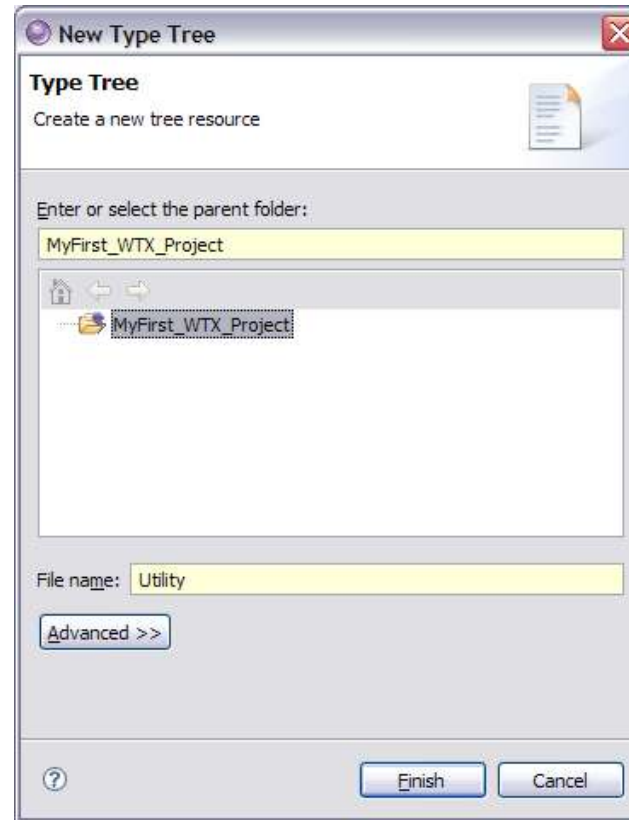 New Type Tree
Type Tree
Create a new tree resource
Enter or select the parent folder:
MyFirst_WTX_Project
MyFirst_WTX_Project
File name: Utility
Advanced >>
Finish Cancel